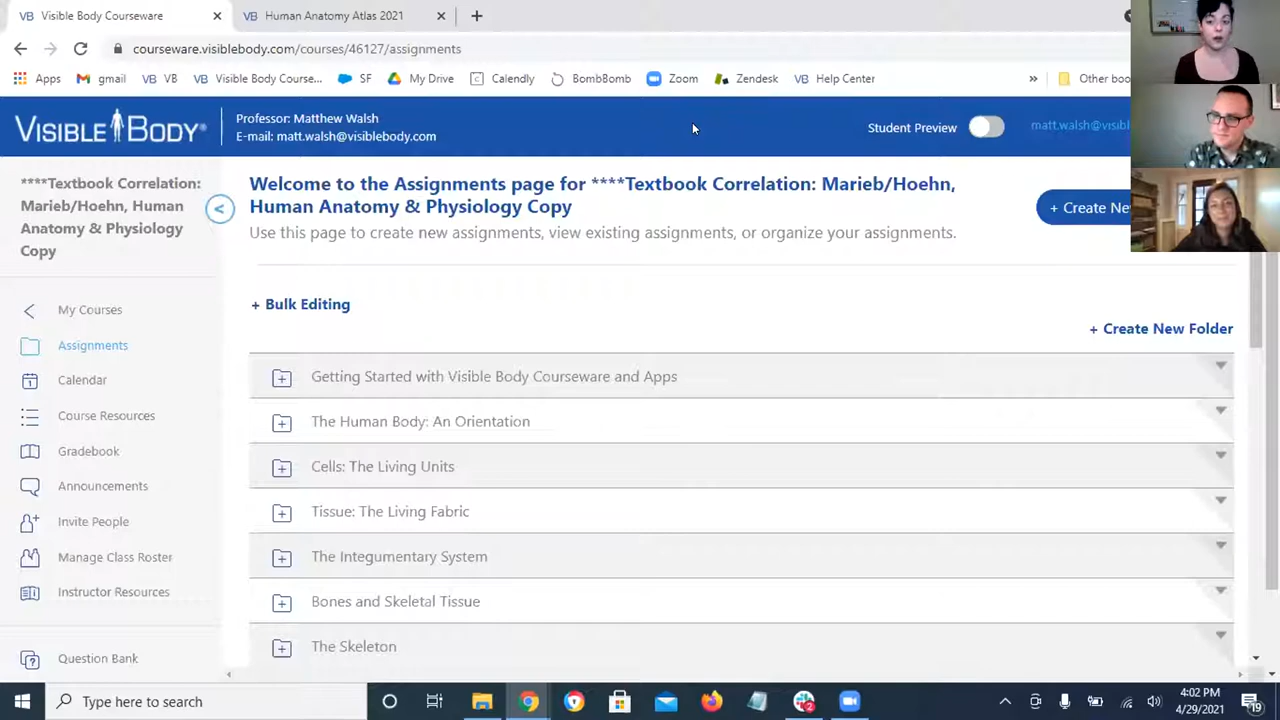 Visible Body Courseware
Human Anatomy Atlas 2021
courseware.visiblebody.com/courses/46127/assignments
Apps
gmail
VB
Visible Body Course...
SF
My Drive
Calendly
BombBomb
Zoom
Zendesk
Help Center
»
Other boo
VISIBLE BODY®
Professor: Matthew Walsh
E-mail: matt.walsh@visiblebody.com
Student Preview
matt.walsh@visibl
****Textbook Correlation:
Marieb/Hoehn, Human
Anatomy & Physiology
Copy
<
Welcome to the Assignments page for ****Textbook Correlation: Marieb/Hoehn,
Human Anatomy & Physiology Copy
Use this page to create new assignments, view existing assignments, or organize your assignments.
+ Create Ne
My Courses
Assignments
Calendar
Course Resources
Gradebook
Announcements
Invite People
Manage Class Roster
Instructor Resources
Question Bank
+ Bulk Editing
+ Create New Folder
Getting Started with Visible Body Courseware and Apps
The Human Body: An Orientation
Cells: The Living Units
Tissue: The Living Fabric
The Integumentary System
Bones and Skeletal Tissue
The Skeleton
Type here to search
4:02 PM
4/29/2021
19